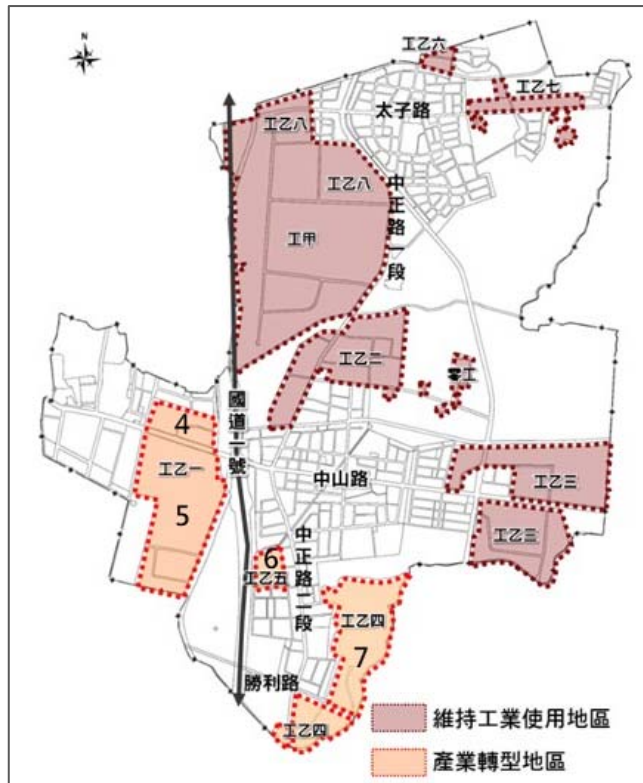 N
工乙六
工乙七
太子路
工乙八
工乙八
中正路一段
工甲
工乙二
零工
國道一號
4
工乙一
中山路
工乙三
5
工乙三
6
工乙五
中正路二段
工乙四
7
勝利路
工乙四
維持工業使用地區
產業轉型地區